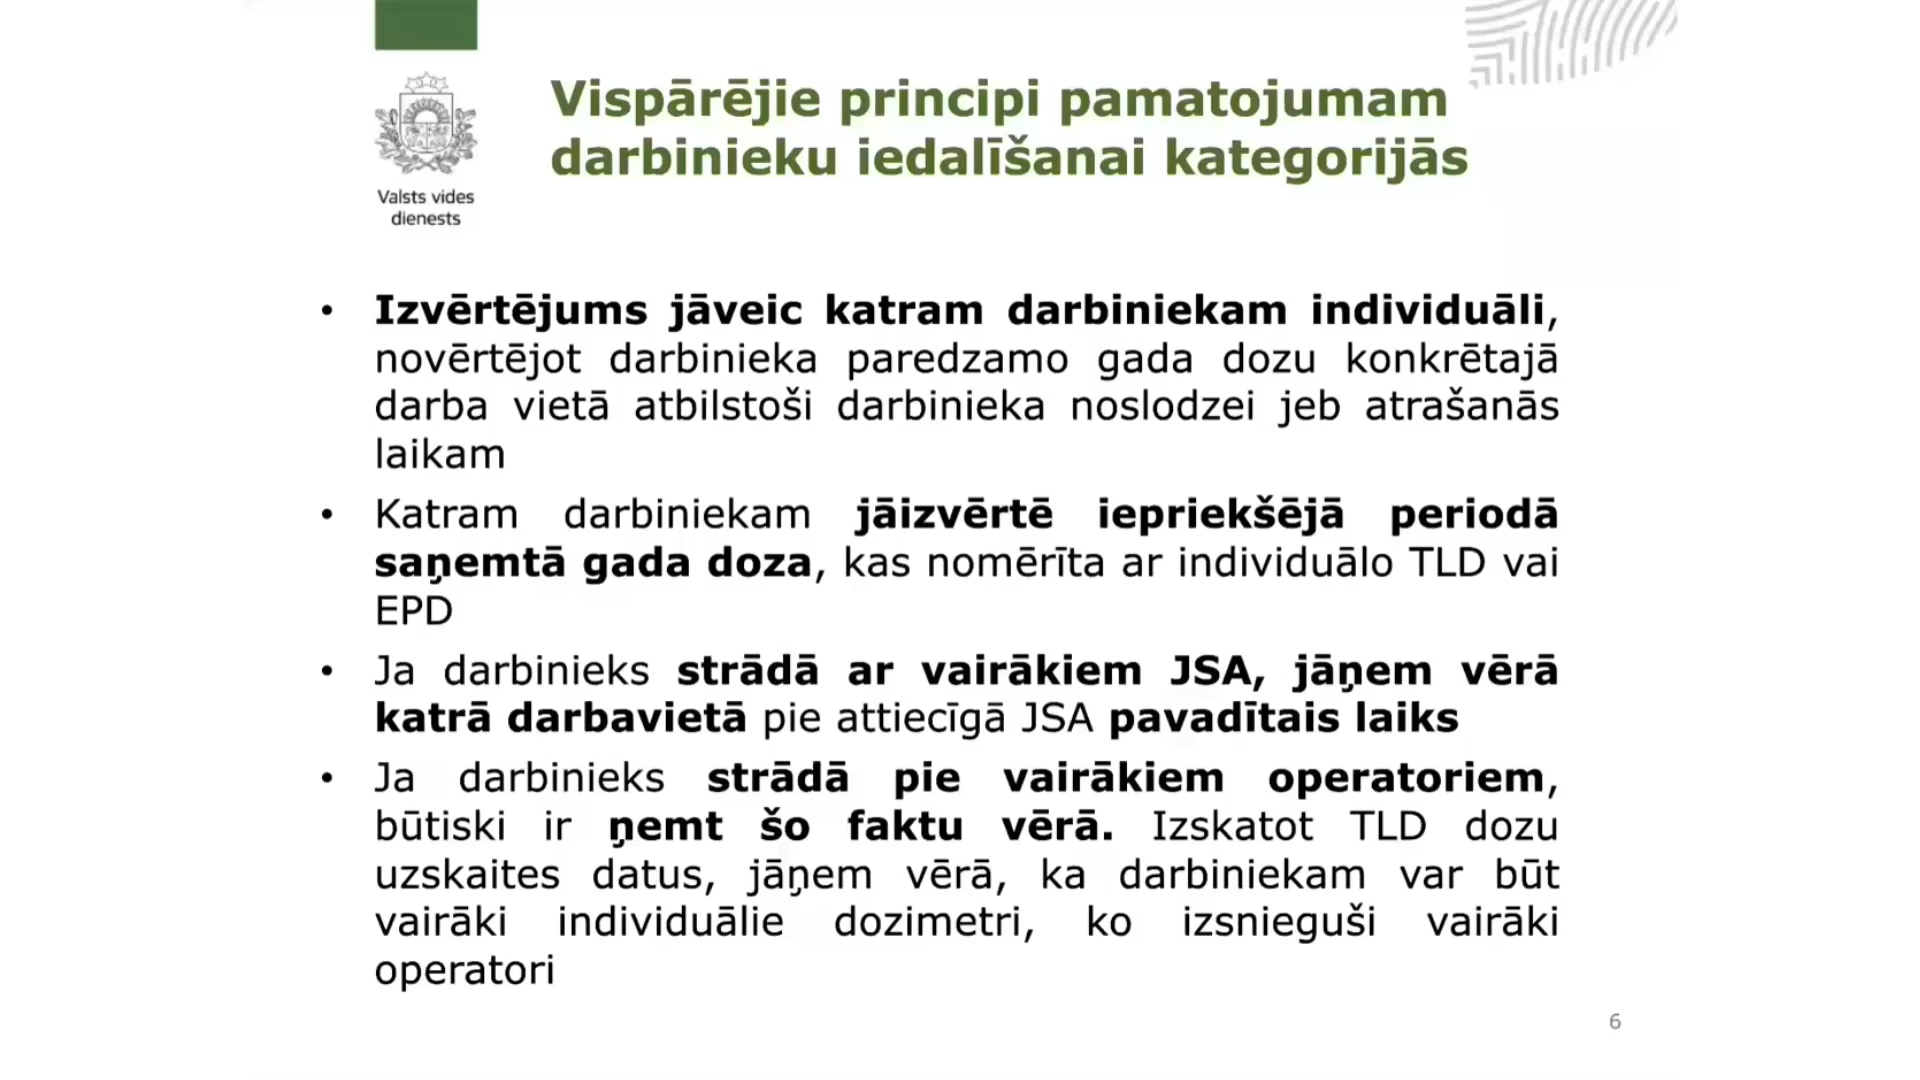 Valsts vides
dienests
Vispārējie principi pamatojumam
darbinieku iedalīšanai kategorijās
• Izvērtējums jāveic katram darbiniekam individuāli,
novērtējot darbinieka paredzamo gada dozu konkrētajā
darba vietā atbilstoši darbinieka noslodzei jeb atrašanās
laikam
• Katram darbiniekam jāizvērtē iepriekšējā periodā
saņemtā gada doza, kas nomērīta ar individuālo TLD vai
EPD
• Ja darbinieks strādā ar vairākiem JSA, jāņem vērā
katrā darbavietā pie attiecīgā JSA pavadītais laiks
• Ja darbinieks strādā pie vairākiem operatoriem,
būtiski ir ņemt šo faktu vērā. Izskatot TLD dozu
uzskaites datus, jāņem vērā, ka darbiniekam var būt
vairāki individuālie dozimetri, ko izsnieguši vairāki
operatori
6